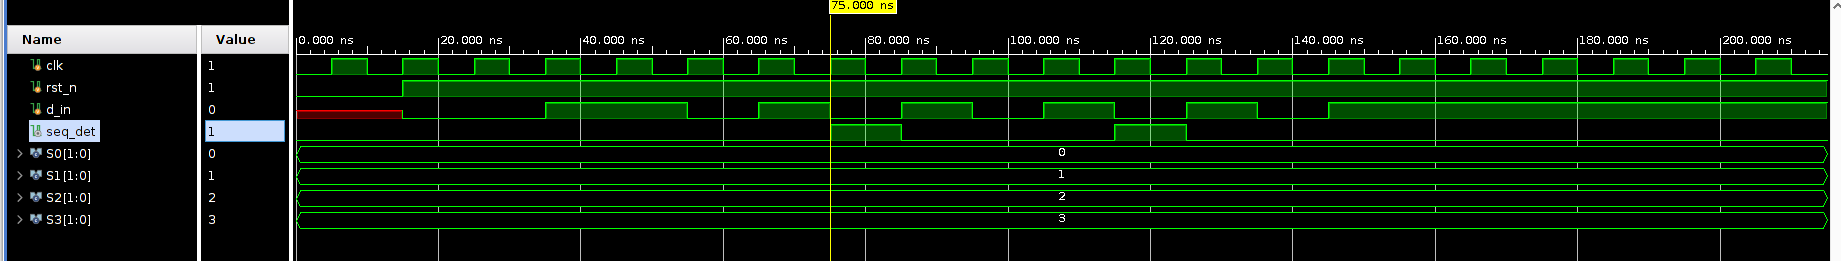 75.000 ns
Name Value
0.000 ns 20.000 ns 40.000 ns 60.000 ns 80.000 ns 100.000 ns 120.000 ns 140.000 ns 160.000 ns 180.000 ns 200.000 ns
clk 1
rst_n 1
d_in 0
seq_det 1
S0[1:0] 0 0
S1[1:0] 1 1
S2[1:0] 2 2
S3[1:0] 3 3